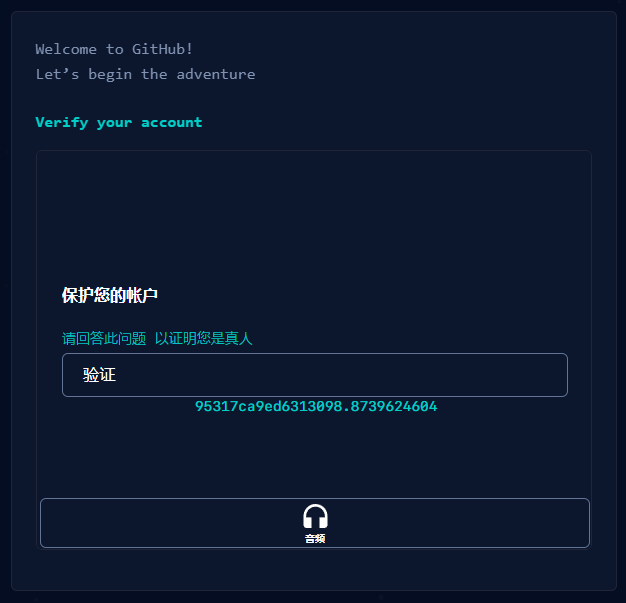 Welcome to GitHub!
Let’s begin the adventure
Verify your account
保护您的帐户
请回答此问题 以证明您是真人
验证
95317ca9ed6313098.8739624604
音频